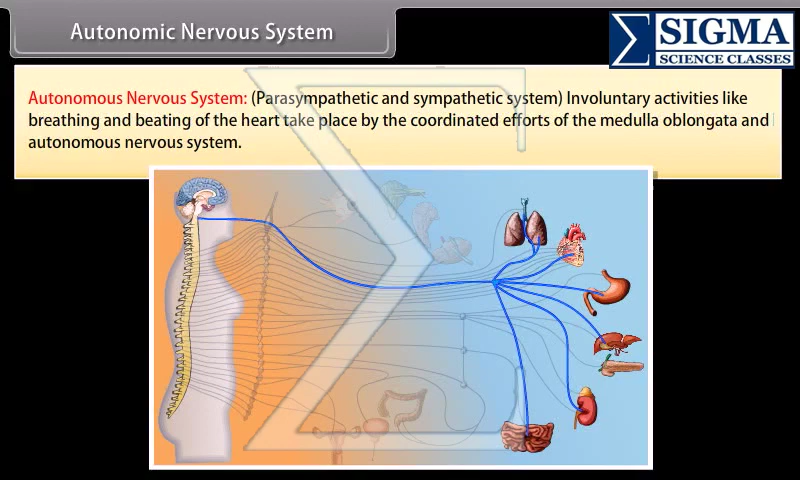 Autonomic Nervous System
SIGMA
SCIENCE CLASSES
Autonomous Nervous System: (Parasympathetic and sympathetic system) Involuntary activities like
breathing and beating of the heart take place by the coordinated efforts of the medulla oblongata and
autonomous nervous system.